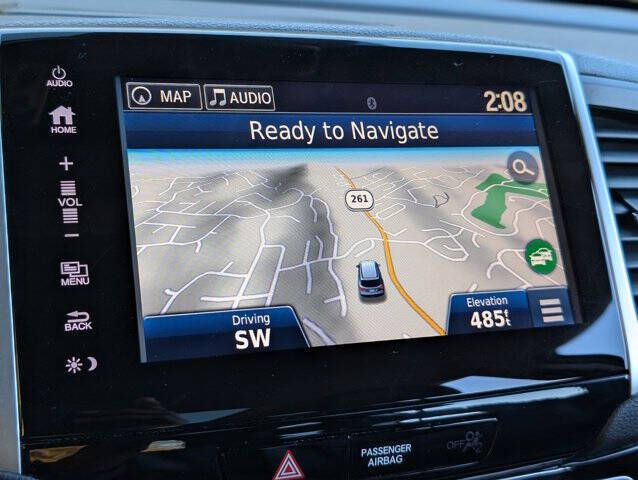 AUDIO
HOME
+
VOL
−
MENU
BACK
MAP
AUDIO
2:08
Ready to Navigate
261
Driving
SW
Elevation
485ft
PASSENGER
AIRBAG
OFF